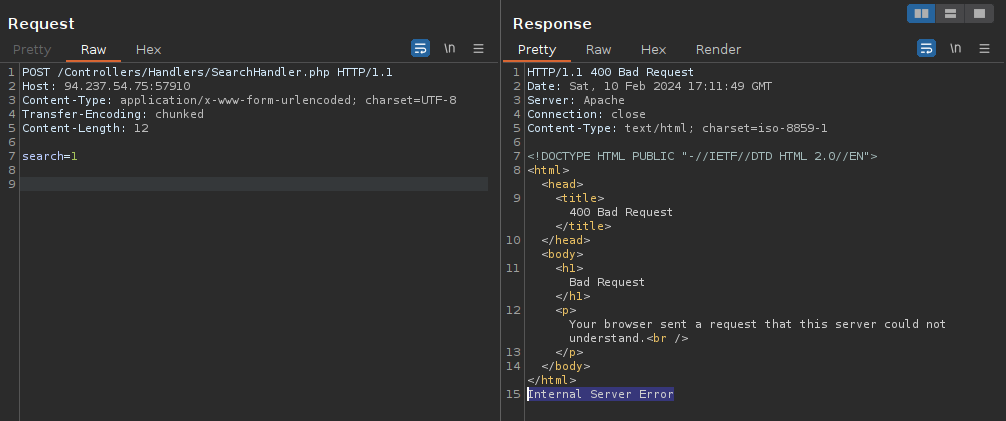 Request
Pretty Raw Hex \n
1 POST /Controllers/Handlers/SearchHandler.php HTTP/1.1
2 Host: 94.237.54.75:57910
3 Content-Type: application/x-www-form-urlencoded; charset=UTF-8
4 Transfer-Encoding: chunked
5 Content-Length: 12
6
7 search=1
8
9
Response
Pretty Raw Hex Render \n
1 HTTP/1.1 400 Bad Request
2 Date: Sat, 10 Feb 2024 17:11:49 GMT
3 Server: Apache
4 Connection: close
5 Content-Type: text/html; charset=iso-8859-1
6
7 <!DOCTYPE HTML PUBLIC "-//IETF//DTD HTML 2.0//EN">
8 <html>
<head>
9 <title>
400 Bad Request
</title>
10 </head>
<body>
11 <h1>
Bad Request
</h1>
12 <p>
Your browser sent a request that this server could not
understand.<br />
13 </p>
14 </body>
</html>
15 Internal Server Error